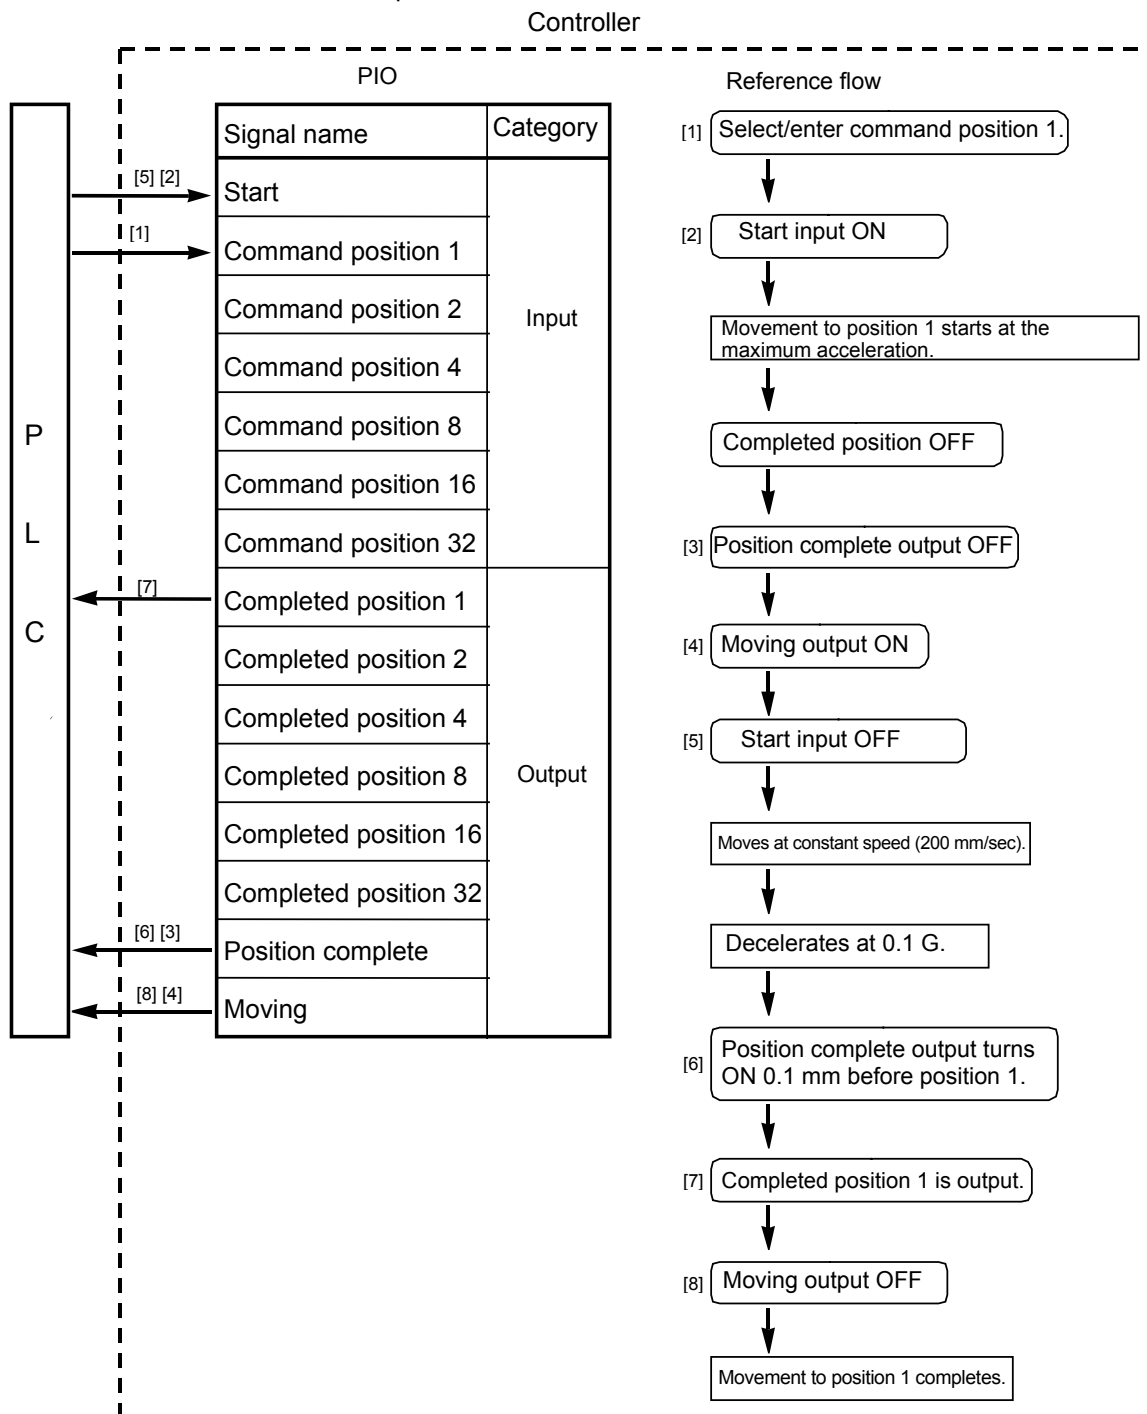 Controller
PIO
Reference flow
Signal name
Category
[5] [2]
Start
[1]
Command position 1
Command position 2
Input
Command position 4
Command position 8
Command position 16
Command position 32
[7]
Completed position 1
Completed position 2
Completed position 4
Completed position 8
Output
Completed position 16
Completed position 32
[6] [3]
Position complete
[8] [4]
Moving
P
L
C
[1]
Select/enter command position 1.
[2]
Start input ON
Movement to position 1 starts at the
maximum acceleration.
Completed position OFF
[3]
Position complete output OFF
[4]
Moving output ON
[5]
Start input OFF
Moves at constant speed (200 mm/sec).
Decelerates at 0.1 G.
[6]
Position complete output turns
ON 0.1 mm before position 1.
[7]
Completed position 1 is output.
[8]
Moving output OFF
Movement to position 1 completes.